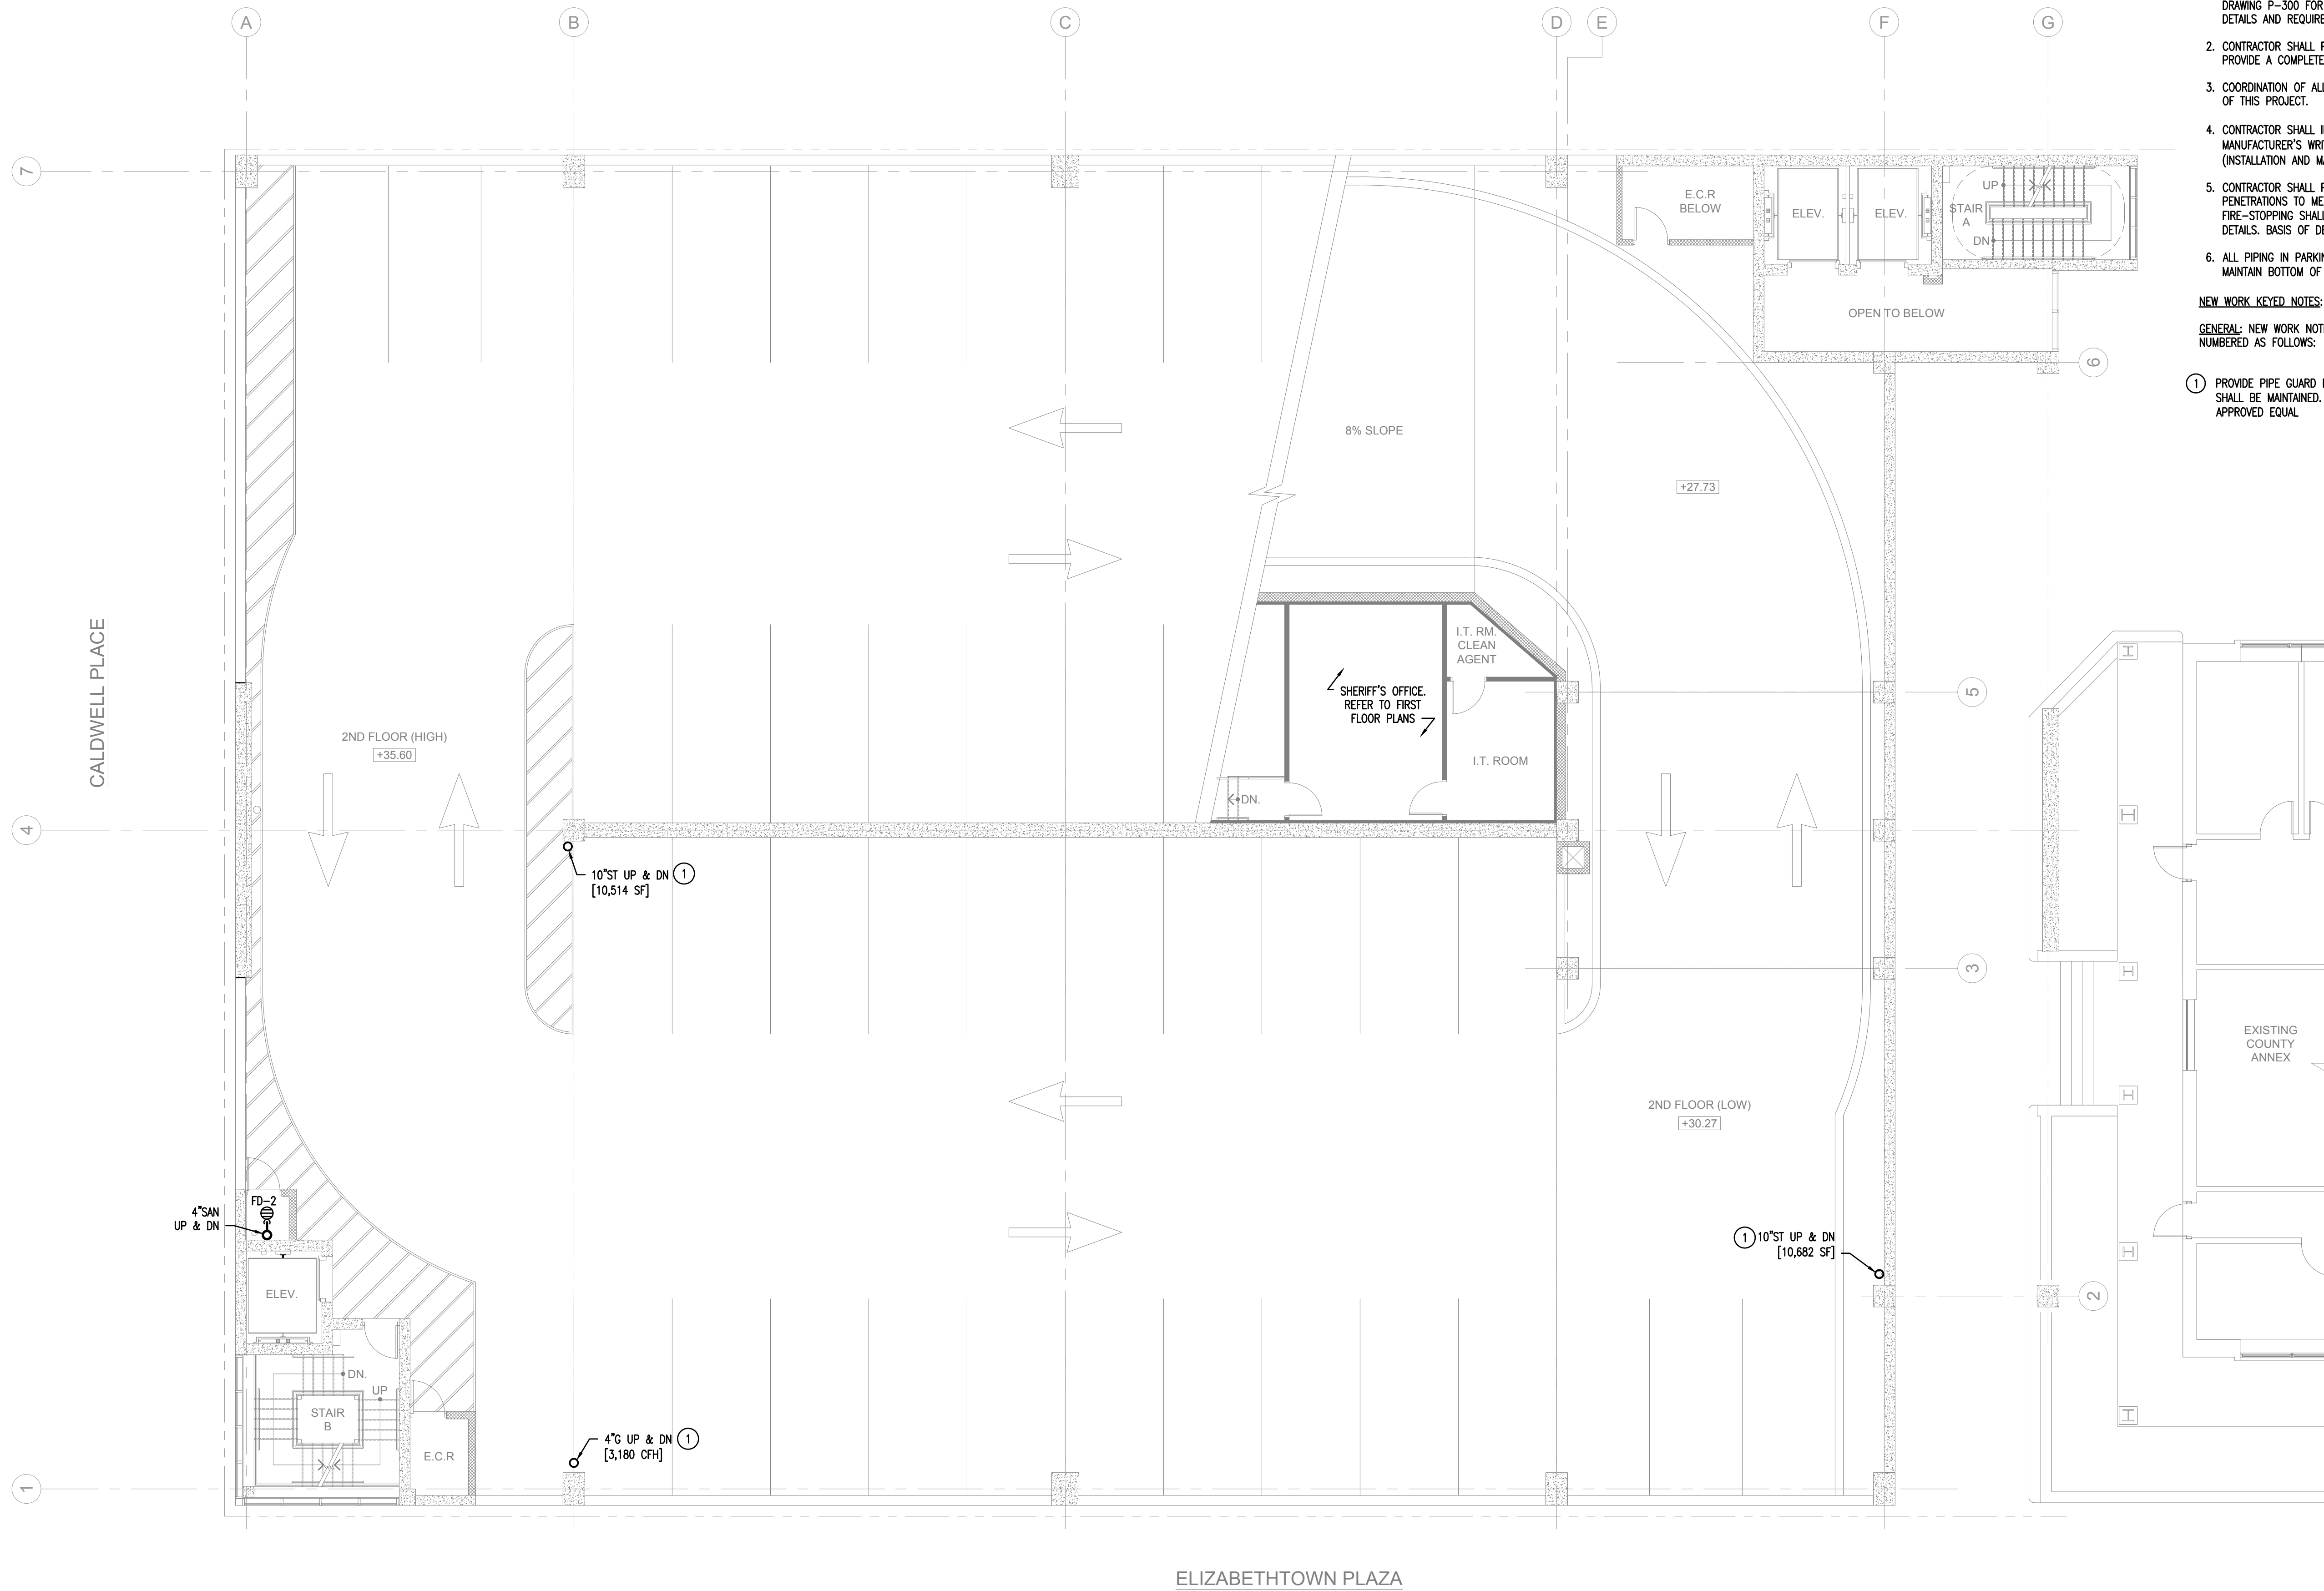 A
B
C
D
E
F
G
DRAWING P-300 FOR
DETAILS AND
2. CONTRACTOR SHALL
PROVIDE A COMPLETE
3. COORDINATION OF
OF THIS PROJECT.
4. CONTRACTOR SHALL
MANUFACTURER'S
(INSTALLATION AND
5. CONTRACTOR SHALL
PENETRATIONS TO
FIRE-STOPPING
DETAILS. BASIS OF
6. ALL PIPING IN
MAINTAIN BOTTOM OF
NEW WORK KEYED NOTES:
GENERAL: NEW WORK
NUMBERED AS FOLLOWS:
1 PROVIDE PIPE GUARD
SHALL BE MAINTAINED.
APPROVED EQUAL
7
E.C.R
BELOW
ELEV.
ELEV.
UP
STAIR
A
DN
OPEN TO BELOW
6
8% SLOPE
+27.73
CALDWELL PLACE
I.T. RM.
CLEAN
AGENT
SHERIFF'S OFFICE.
REFER TO FIRST
FLOOR PLANS
5
2ND FLOOR (HIGH)
+35.60
I.T. ROOM
DN.
4
10"ST UP & DN 1
[10,514 SF]
3
EXISTING
COUNTY
ANNEX
2ND FLOOR (LOW)
+30.27
FD-2
4"SAN
UP & DN
1 10"ST UP & DN
[10,682 SF]
ELEV.
2
DN.
UP
STAIR
B
E.C.R
4"G UP & DN 1
[3,180 CFH]
1
ELIZABETHTOWN PLAZA